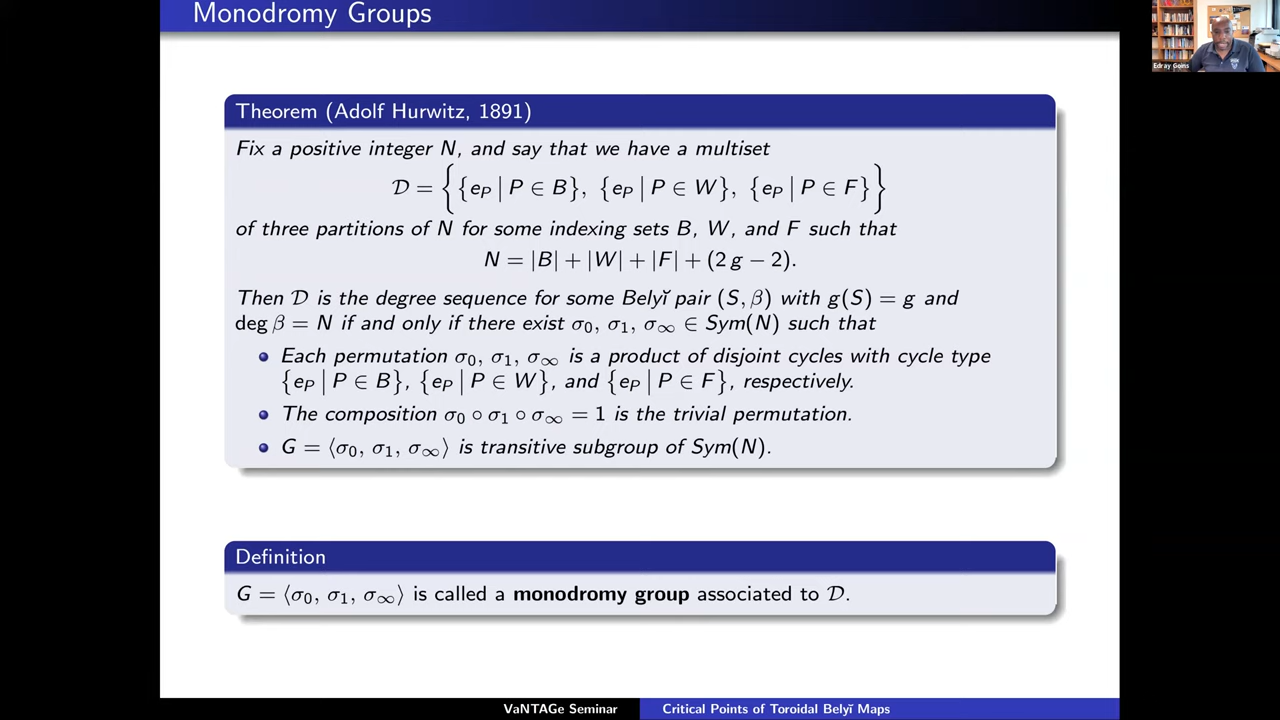 Monodromy Groups
Edray Goins
Theorem (Adolf Hurwitz, 1891)
Fix a positive integer N, and say that we have a multiset
𝒟 = { {e_P | P ∈ B}, {e_P | P ∈ W}, {e_P | P ∈ F} }
of three partitions of N for some indexing sets B, W, and F such that
N = |B| + |W| + |F| + (2 g − 2).
Then 𝒟 is the degree sequence for some Belyĭ pair (S, β) with g(S) = g and
deg β = N if and only if there exist σ₀, σ₁, σ_∞ ∈ Sym(N) such that
• Each permutation σ₀, σ₁, σ_∞ is a product of disjoint cycles with cycle type
{e_P | P ∈ B}, {e_P | P ∈ W}, and {e_P | P ∈ F}, respectively.
• The composition σ₀ ∘ σ₁ ∘ σ_∞ = 1 is the trivial permutation.
• G = ⟨σ₀, σ₁, σ_∞⟩ is transitive subgroup of Sym(N).
Definition
G = ⟨σ₀, σ₁, σ_∞⟩ is called a monodromy group associated to 𝒟.
VaNTAGe Seminar
Critical Points of Toroidal Belyĭ Maps